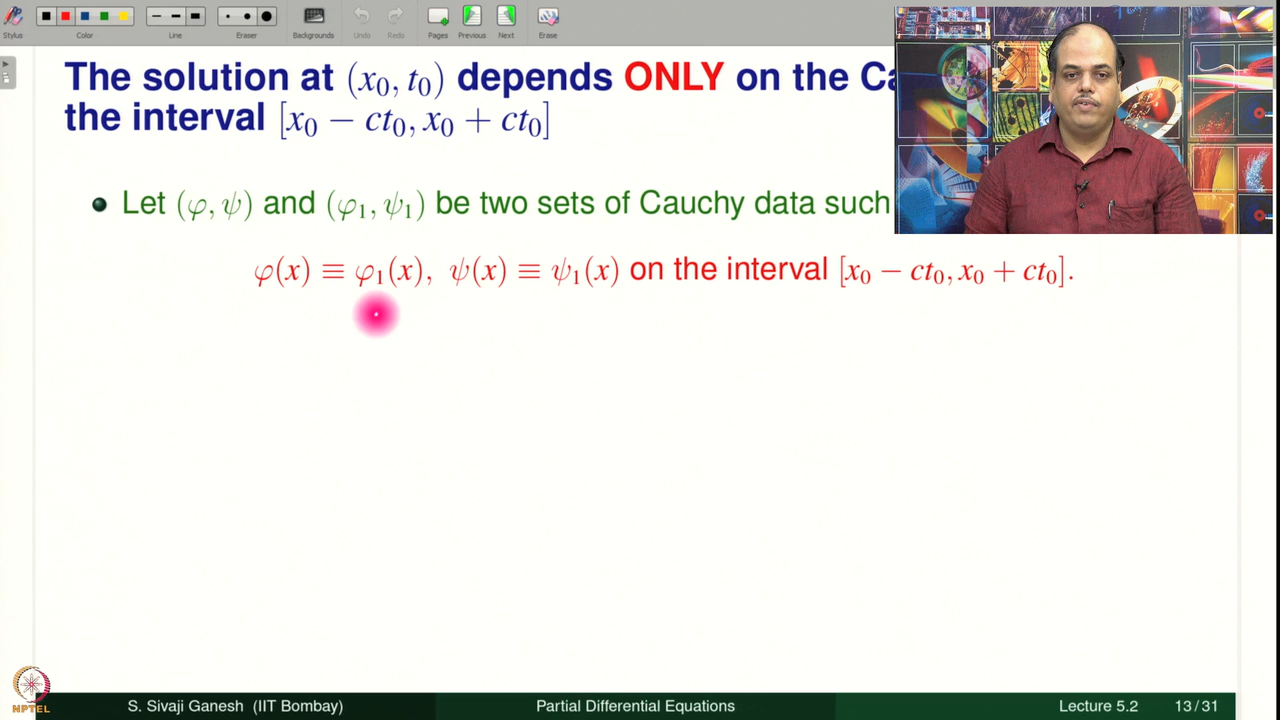 Stylus Color Line Eraser Backgrounds Undo Redo Pages Previous Next Erase
The solution at (x₀, t₀) depends ONLY on the Ca
the interval [x₀ − ct₀, x₀ + ct₀]
Let (φ, ψ) and (φ₁, ψ₁) be two sets of Cauchy data such
φ(x) ≡ φ₁(x), ψ(x) ≡ ψ₁(x) on the interval [x₀ − ct₀, x₀ + ct₀].
NPTEL
S. Sivaji Ganesh (IIT Bombay) Partial Differential Equations Lecture 5.2 13/31